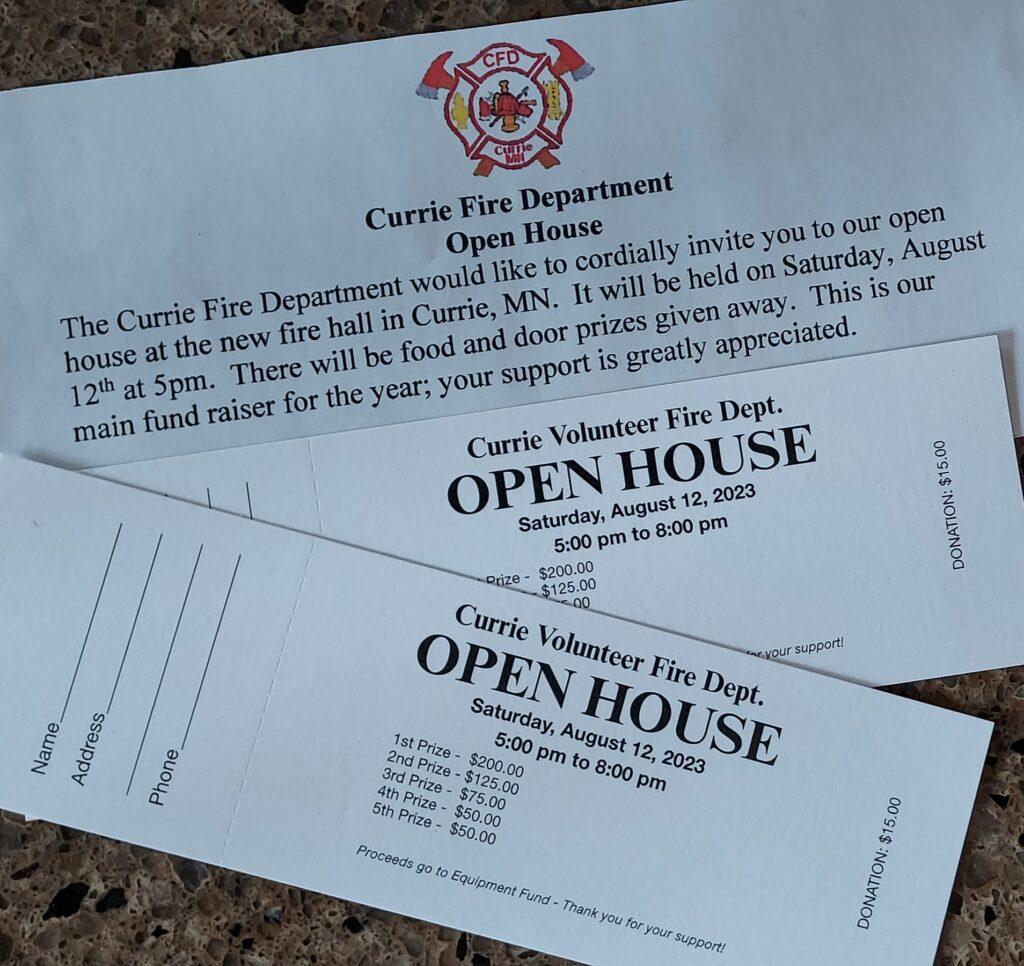 CFD
Currie
MN
Currie Fire Department
Open House
The Currie Fire Department would like to cordially invite you to our open
house at the new fire hall in Currie, MN. It will be held on Saturday, August
12th at 5pm. There will be food and door prizes given away. This is our
main fund raiser for the year; your support is greatly appreciated.
Currie Volunteer Fire Dept.
OPEN HOUSE
Saturday, August 12, 2023
5:00 pm to 8:00 pm
Prize - $200.00
- $125.00
your support!
DONATION: $15.00
Name
Address
Phone
Currie Volunteer Fire Dept.
OPEN HOUSE
Saturday, August 12, 2023
5:00 pm to 8:00 pm
1st Prize - $200.00
2nd Prize - $125.00
3rd Prize - $75.00
4th Prize - $50.00
5th Prize - $50.00
Proceeds go to Equipment Fund - Thank you for your support!
DONATION: $15.00